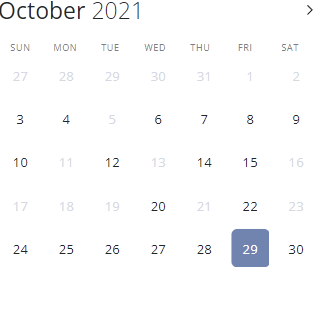 October 2021
SUN MON TUE WED THU FRI SAT
27 28 29 30 31 1 2
3 4 5 6 7 8 9
10 11 12 13 14 15 16
17 18 19 20 21 22 23
24 25 26 27 28 29 30